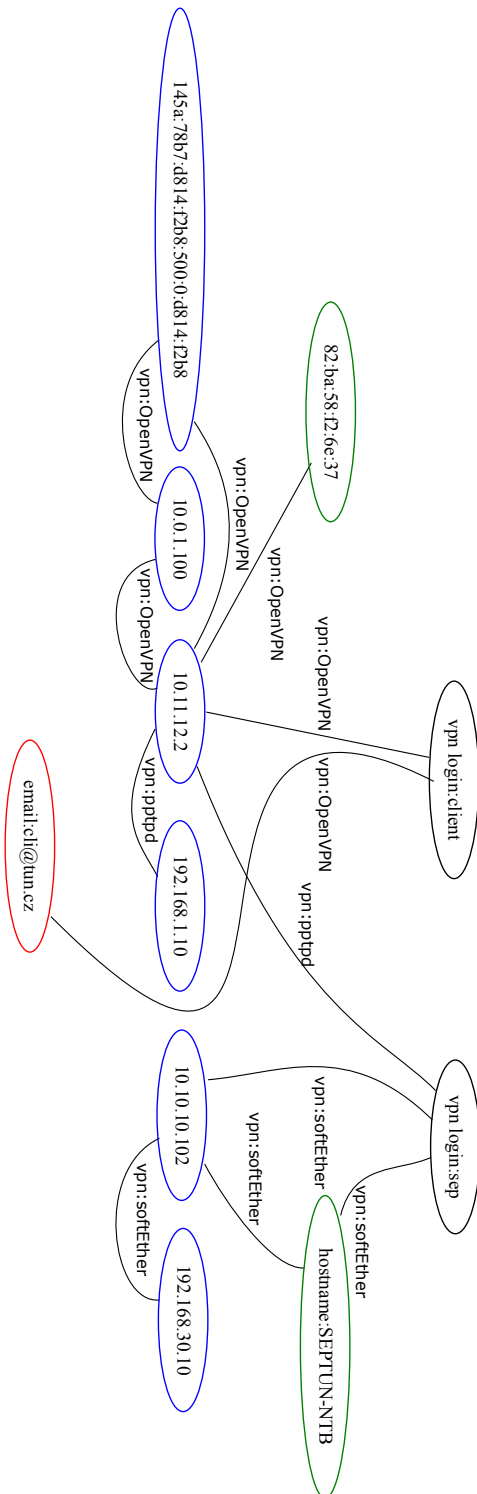 vpn login:client
vpn login:sep
82:ba:58:f2:6e:37
hostname:SEPTUN-NTB
145a:78b7:d814:f2b8:500:0:d814:f2b8
10.0.1.100
10.11.12.2
192.168.1.10
10.10.10.102
192.168.30.10
email:cli@tun.cz
vpn:OpenVPN
vpn:OpenVPN
vpn:OpenVPN
vpn:OpenVPN
vpn:OpenVPN
vpn:OpenVPN
vpn:pptpd
vpn:pptpd
vpn:softEther
vpn:softEther
vpn:softEther
vpn:softEther